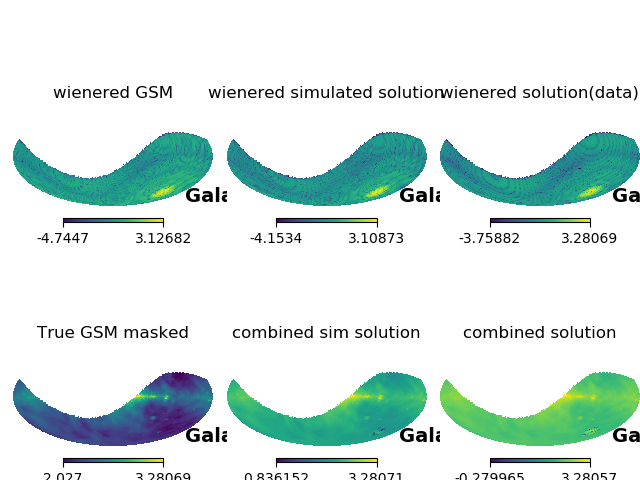 wienered GSM
wienered simulated solution
wienered solution(data)
Gala
Gala
Ga
-4.7447 3.12682
-4.1534 3.10873
-3.75882 3.28069
True GSM masked
combined sim solution
combined solution
Gala
Gala
Ga
2.027 3.28069
0.836152 3.28071
-0.279965 3.28057